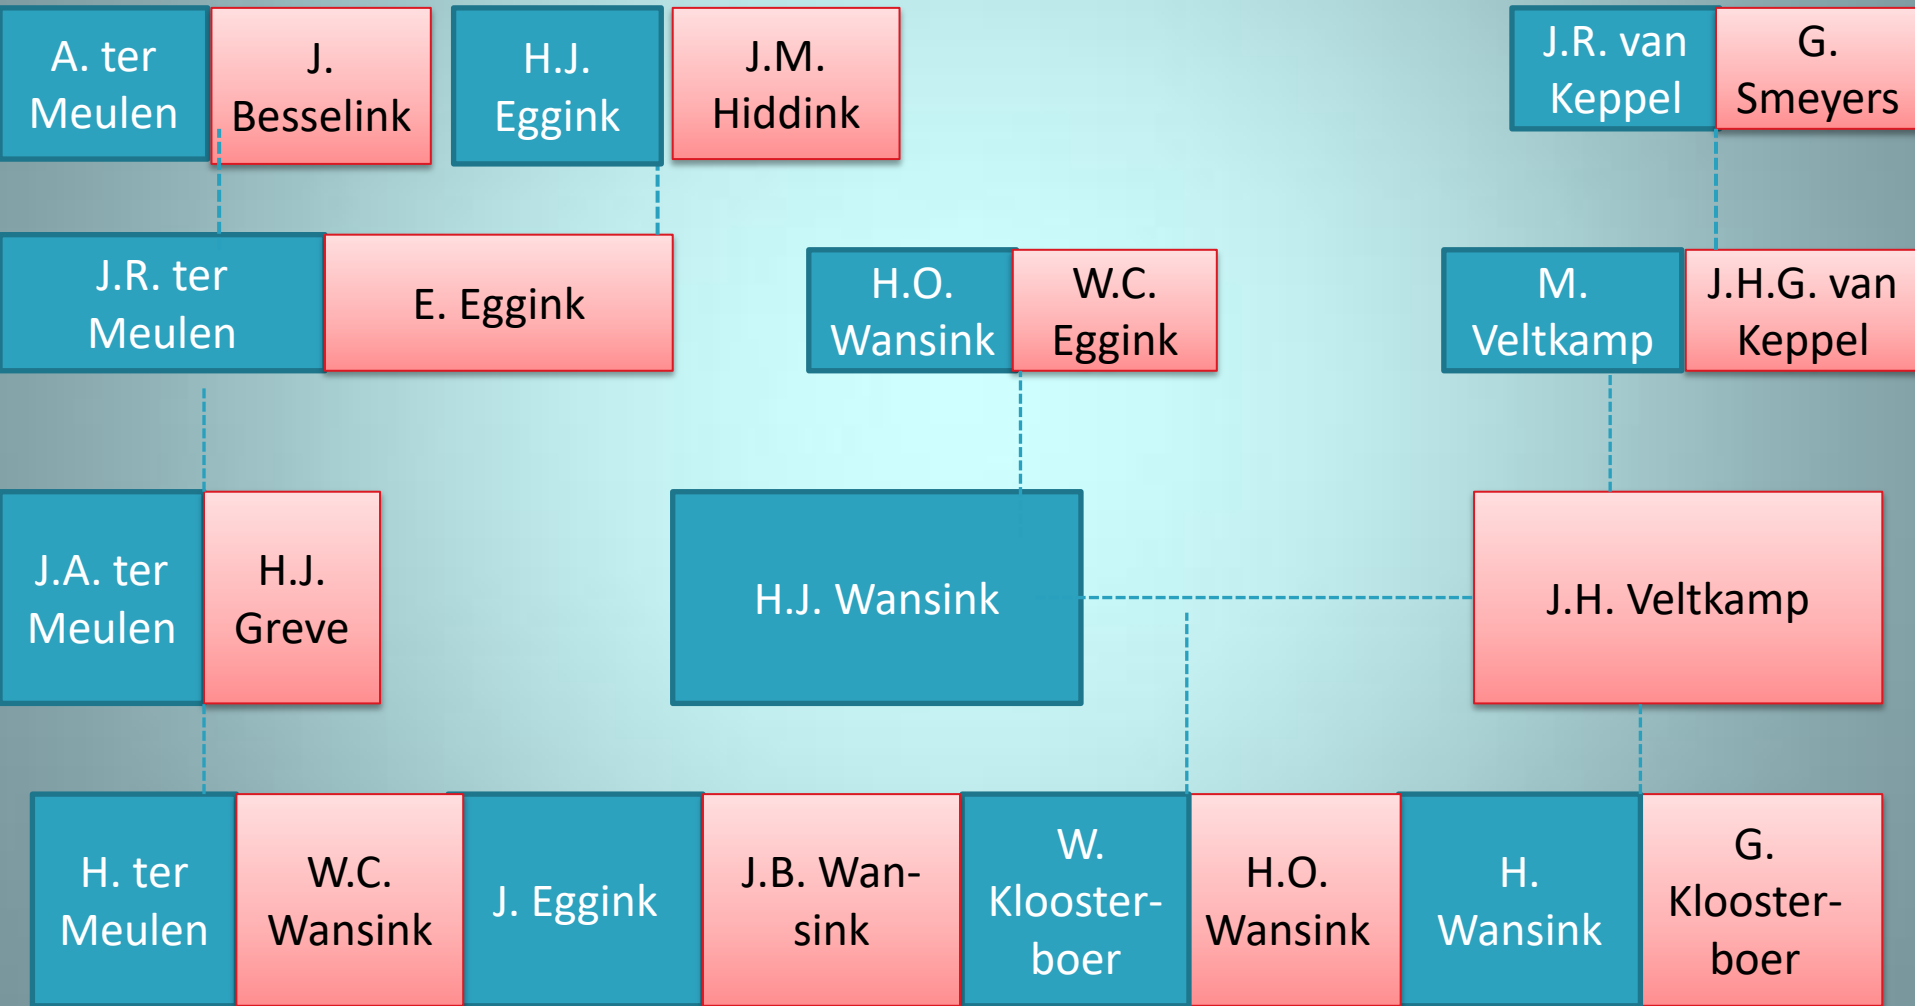 A. ter
Meulen
J.
Besselink
H.J.
Eggink
J.M.
Hiddink
J.R. van
Keppel
G.
Smeyers
J.R. ter
Meulen
E. Eggink
H.O.
Wansink
W.C.
Eggink
M.
Veltkamp
J.H.G. van
Keppel
J.A. ter
Meulen
H.J.
Greve
H.J. Wansink
J.H. Veltkamp
H. ter
Meulen
W.C.
Wansink
J. Eggink
J.B. Wan-
sink
W.
Klooster-
boer
H.O.
Wansink
H.
Wansink
G.
Klooster-
boer